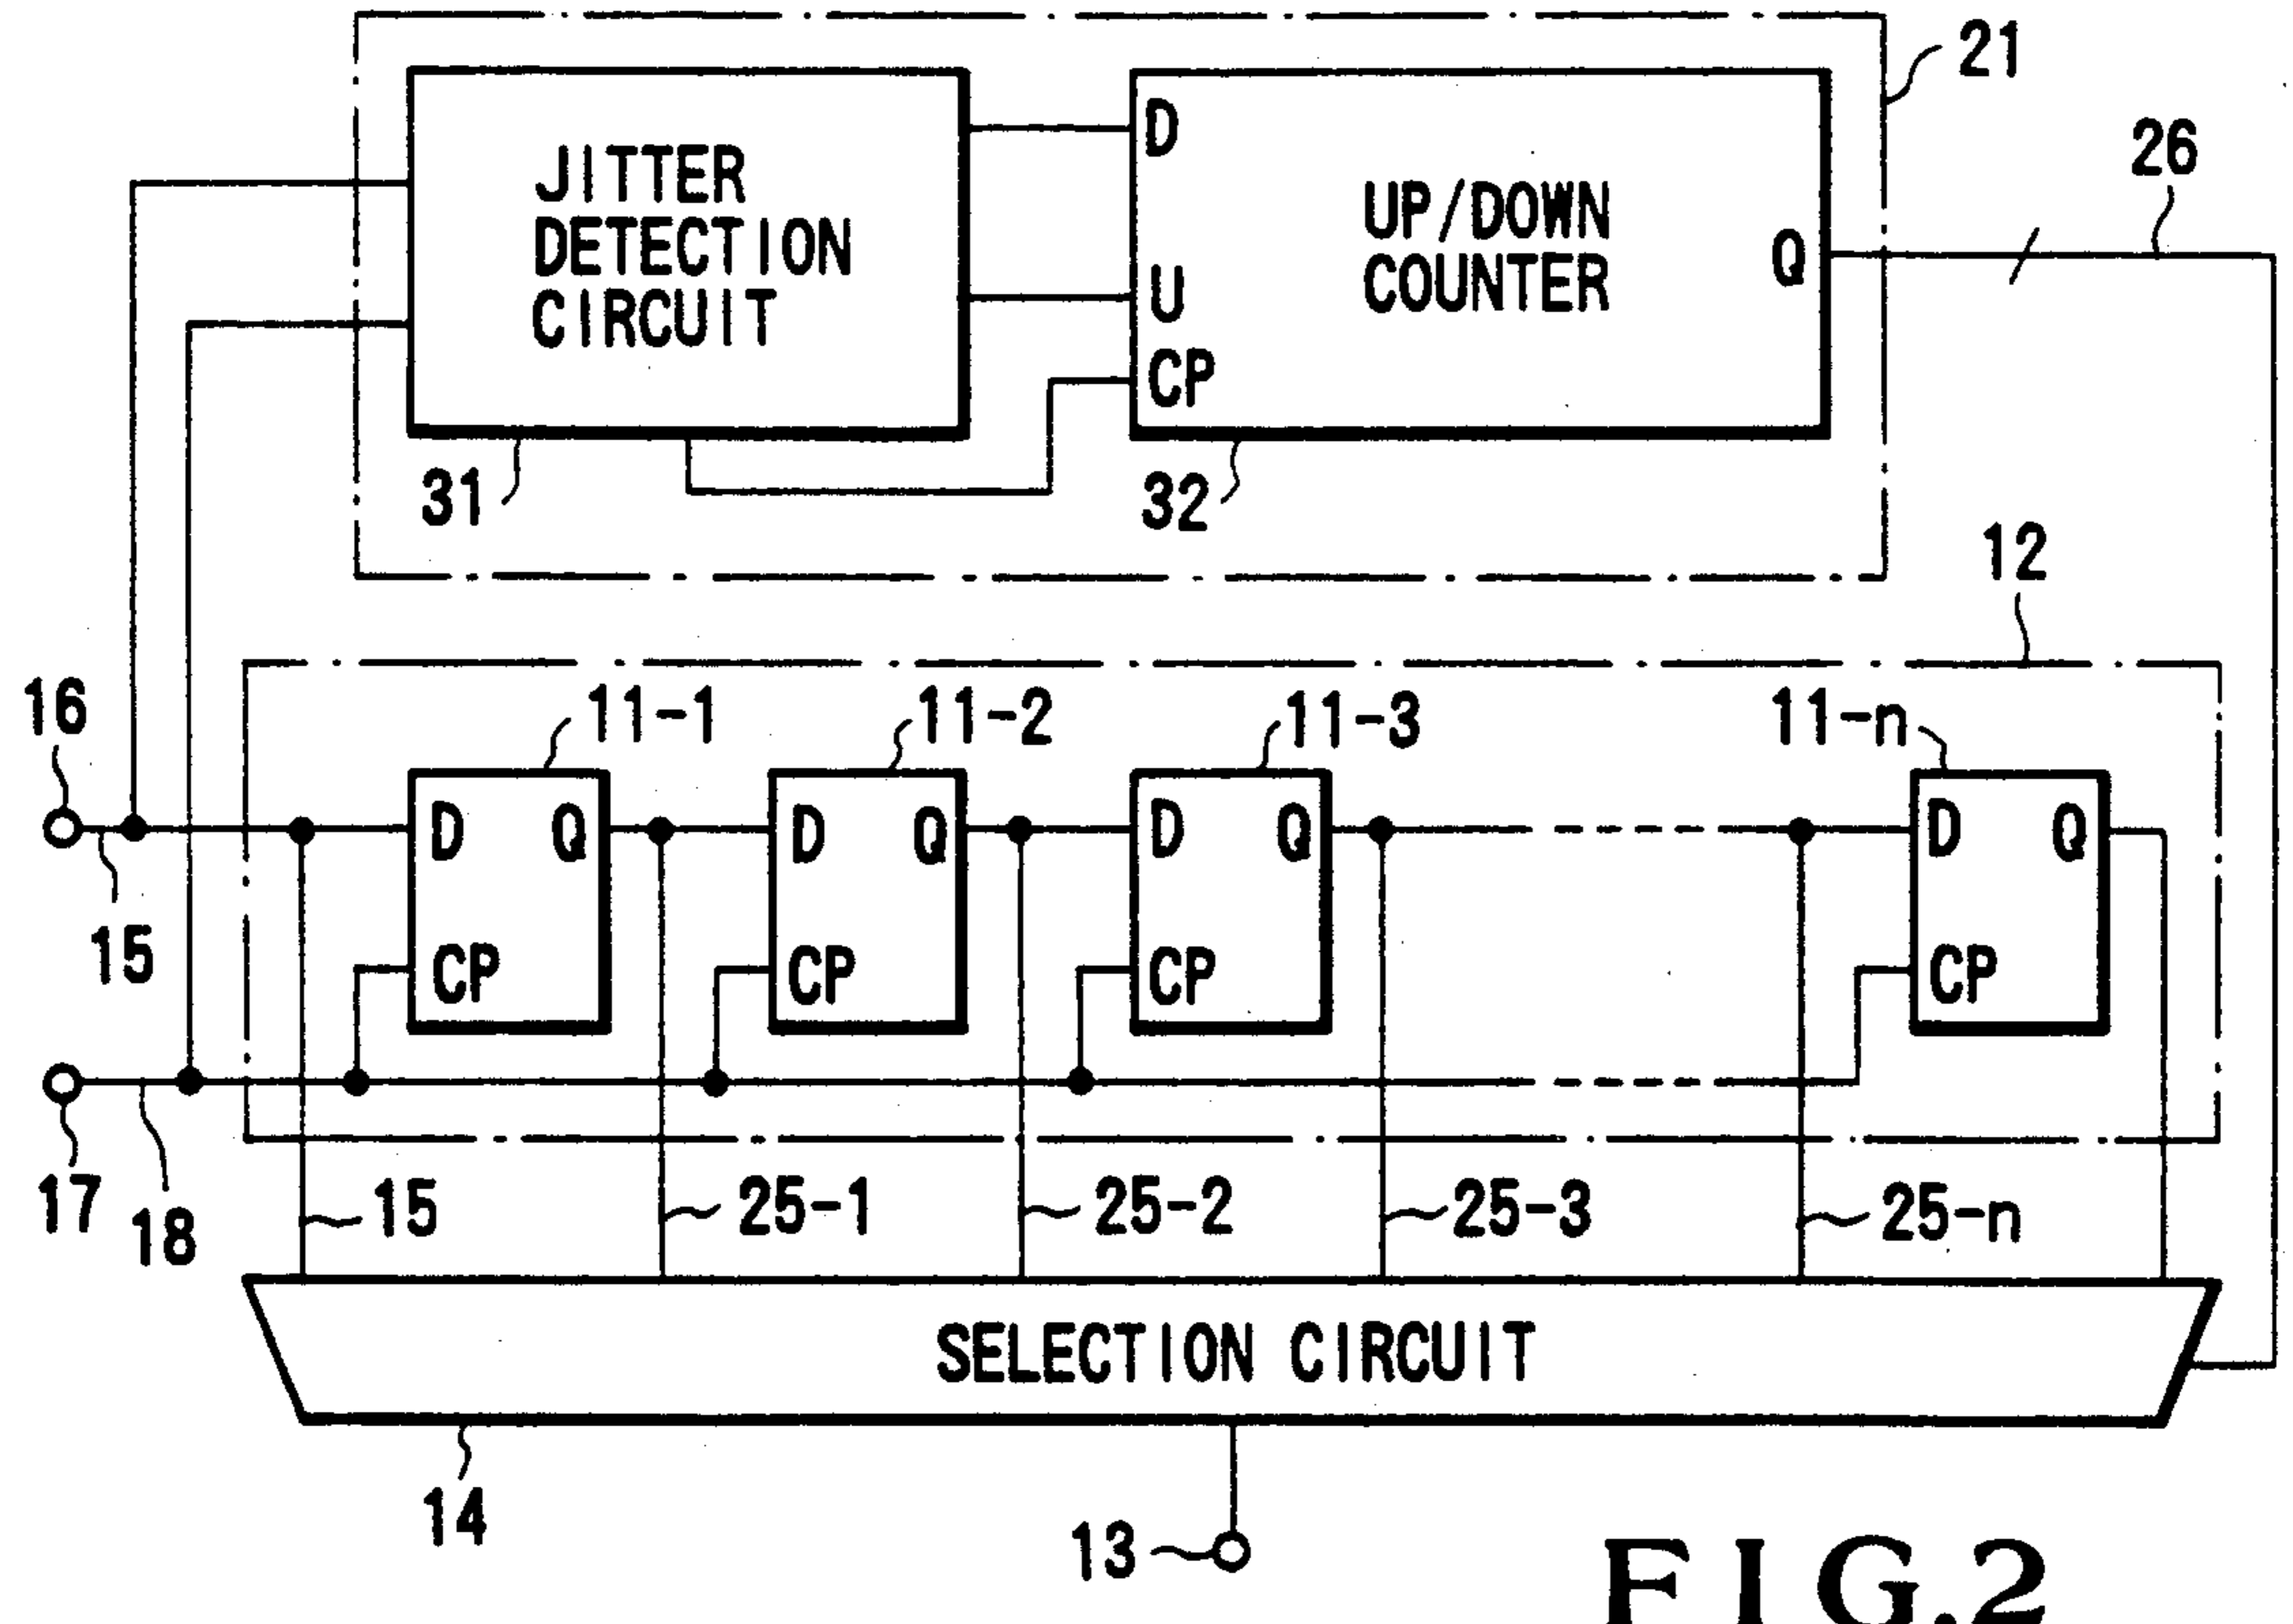 21
D
JITTER
DETECTION
CIRCUIT
UP/DOWN
COUNTER
Q
26
U
CP
31
32
12
16
11-1
11-2
11-3
11-n
D Q
D Q
D Q
D Q
15
CP
CP
CP
CP
17
18
15
25-1
25-2
25-3
25-n
SELECTION CIRCUIT
14
13
FIG.2